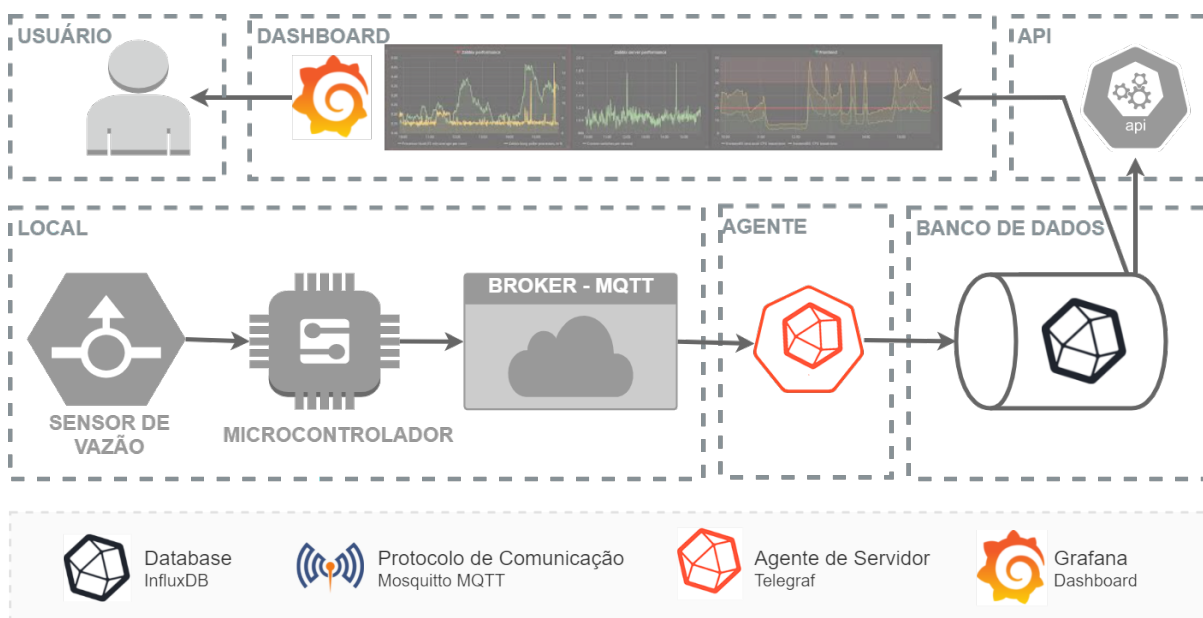 USUÁRIO
DASHBOARD
API
api
LOCAL
AGENTE
BANCO DE DADOS
BROKER - MQTT
SENSOR DE
VAZÃO
MICROCONTROLADOR
Database
InfluxDB
Protocolo de Comunicação
Mosquitto MQTT
Agente de Servidor
Telegraf
Grafana
Dashboard